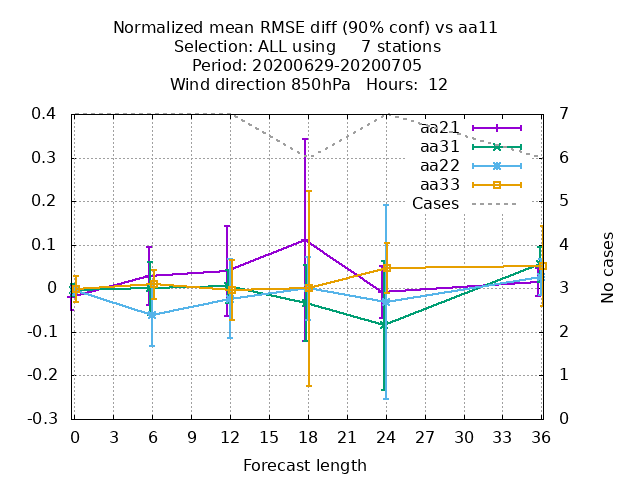 Normalized mean RMSE diff (90% conf) vs aa11
Selection: ALL using     7 stations
Period: 20200629-20200705
Wind direction 850hPa   Hours:  12
0.4
0.3
0.2
0.1
0
-0.1
-0.2
-0.3
7
6
5
4
3
2
1
0
aa21
aa31
aa22
aa33
Cases
No cases
0 3 6 9 12 15 18 21 24 27 30 33 36
Forecast length